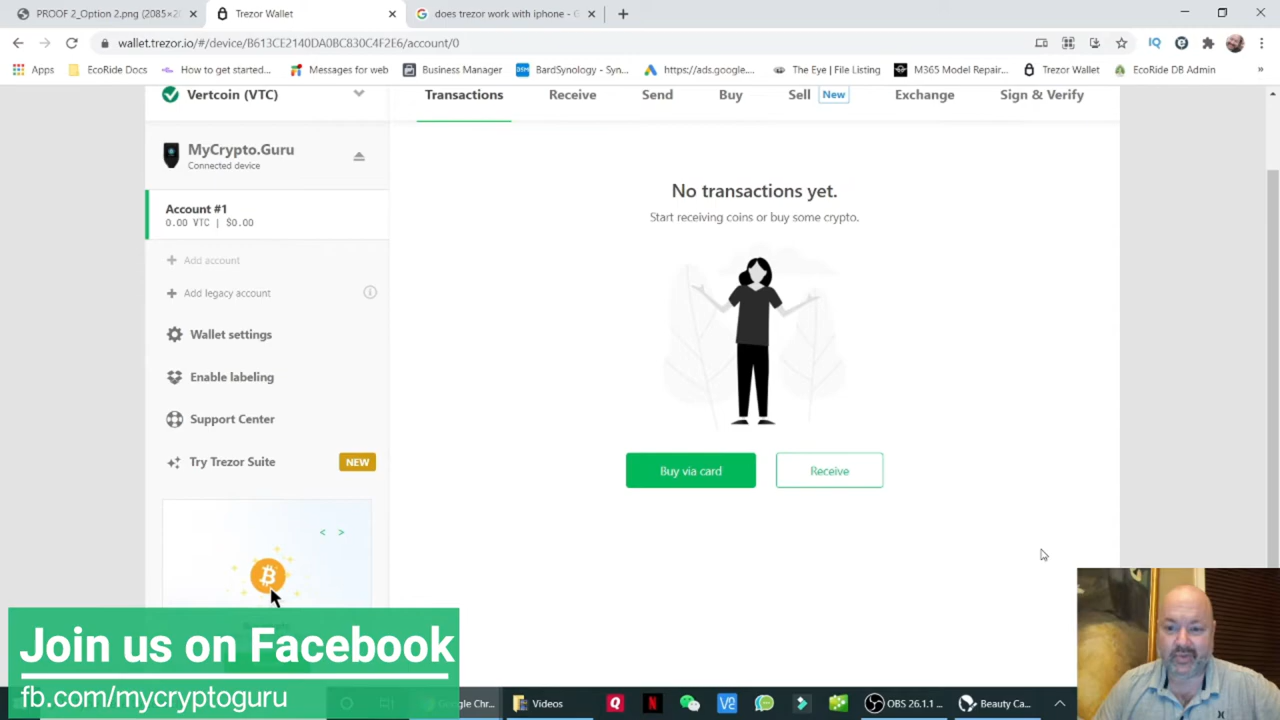 PROOF 2_Option 2.png (2085×20
Trezor Wallet
does trezor work with iphone - G
wallet.trezor.io/#/device/B613CE2140DA0BC830C4F2E6/account/0
Apps
EcoRide Docs
How to get started...
Messages for web
Business Manager
DSM
BardSynology - Syn...
https://ads.google....
The Eye | File Listing
M365 Model Repair...
Trezor Wallet
EcoRide DB Admin
»
Vertcoin (VTC)
Transactions
Receive
Send
Buy
Sell
New
Exchange
Sign & Verify
MyCrypto.Guru
Connected device
Account #1
0.00 VTC | $0.00
+ Add account
+ Add legacy account
Wallet settings
Enable labeling
Support Center
Try Trezor Suite
NEW
No transactions yet.
Start receiving coins or buy some crypto.
Buy via card
Receive
< >
Join us on Facebook
fb.com/mycryptoguru
Google Chr...
Videos
OBS 26.1.1 ...
Beauty Ca...